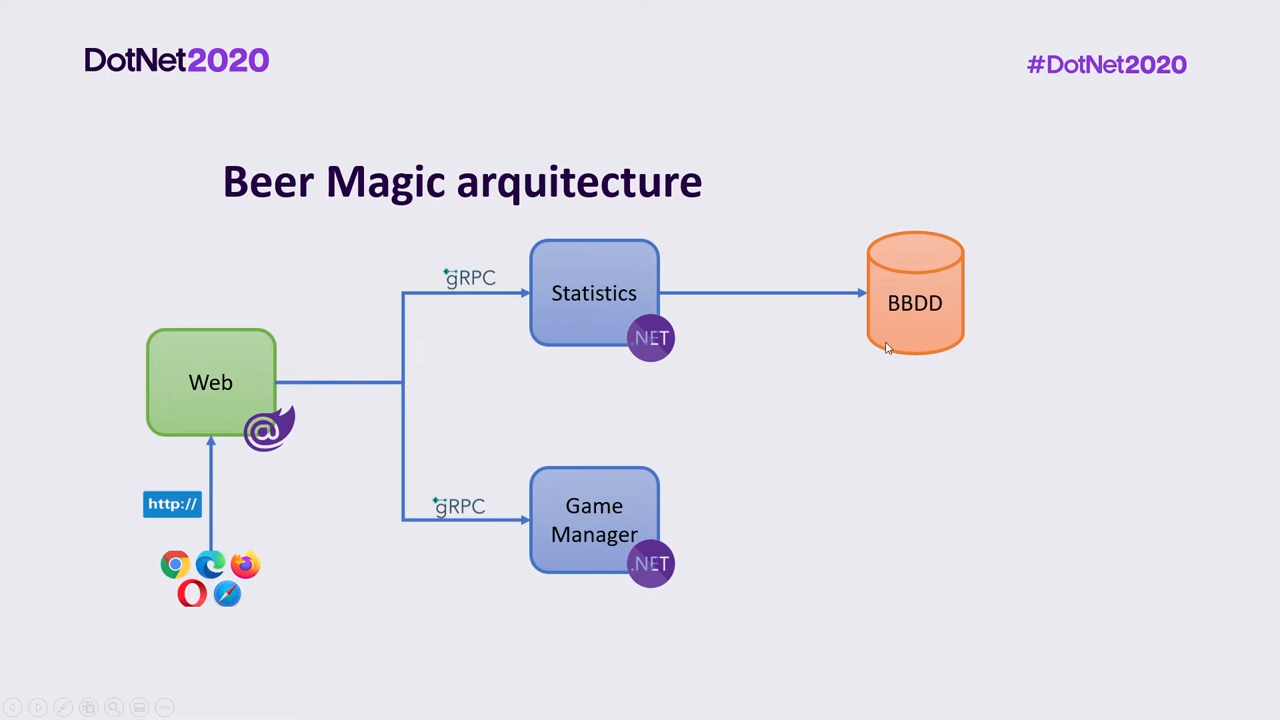 DotNet2020
#DotNet2020
Beer Magic arquitecture
gRPC
Statistics
.NET
BBDD
Web
http://
gRPC
Game
Manager
.NET